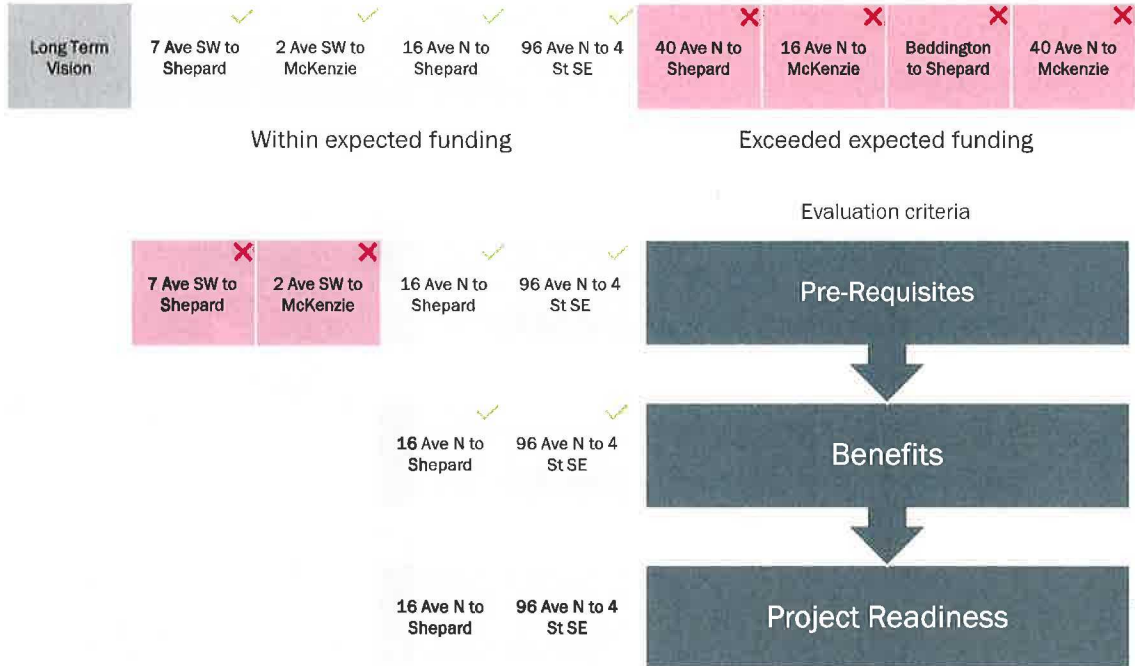 Long Term
Vision
7 Ave SW to
Shepard
2 Ave SW to
McKenzie
16 Ave N to
Shepard
96 Ave N to 4
St SE
40 Ave N to
Shepard
16 Ave N to
McKenzie
Beddington
to Shepard
40 Ave N to
Mckenzie
Within expected funding
Exceeded expected funding
Evaluation criteria
7 Ave SW to
Shepard
2 Ave SW to
McKenzie
16 Ave N to
Shepard
96 Ave N to 4
St SE
Pre-Requisites
16 Ave N to
Shepard
96 Ave N to 4
St SE
Benefits
16 Ave N to
Shepard
96 Ave N to 4
St SE
Project Readiness